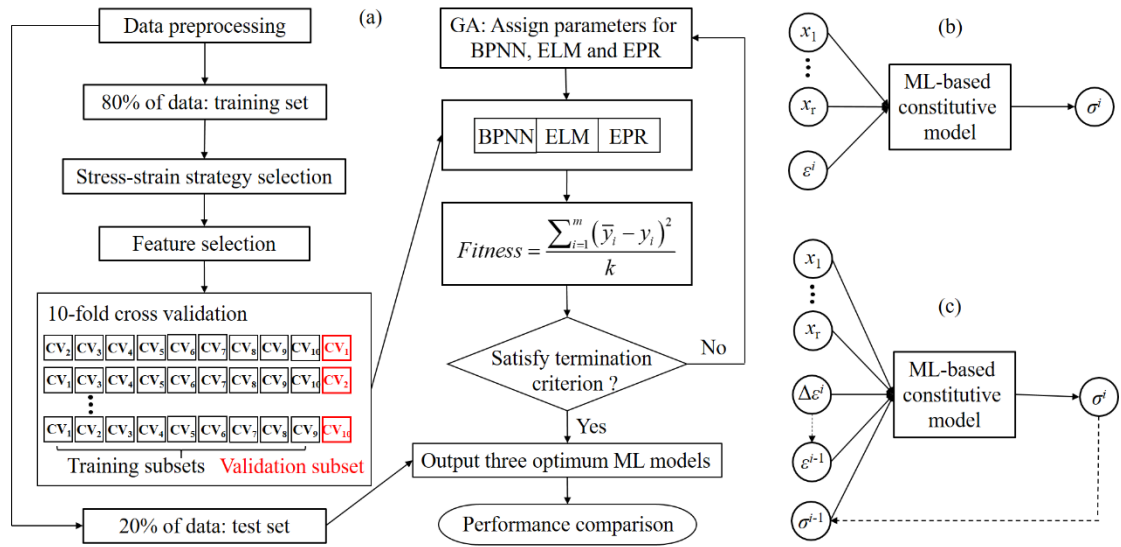 (a)
Data preprocessing
80% of data: training set
Stress-strain strategy selection
Feature selection
10-fold cross validation
CV₂ CV₃ CV₄ CV₅ CV₆ CV₇ CV₈ CV₉ CV₁₀ CV₁
CV₁ CV₃ CV₄ CV₅ CV₆ CV₇ CV₈ CV₉ CV₁₀ CV₂
CV₁ CV₂ CV₃ CV₄ CV₅ CV₆ CV₇ CV₈ CV₉ CV₁₀
Training subsets Validation subset
20% of data: test set
GA: Assign parameters for
BPNN, ELM and EPR
BPNN ELM EPR
Fitness = ∑ᵢ₌₁ᵐ (y̅ᵢ − yᵢ)² / k
Satisfy termination
criterion ?
No
Yes
Output three optimum ML models
Performance comparison
(b)
x₁
xᵣ
εⁱ
ML-based
constitutive
model
σⁱ
(c)
x₁
xᵣ
Δεⁱ
εⁱ⁻¹
σⁱ⁻¹
ML-based
constitutive
model
σⁱ